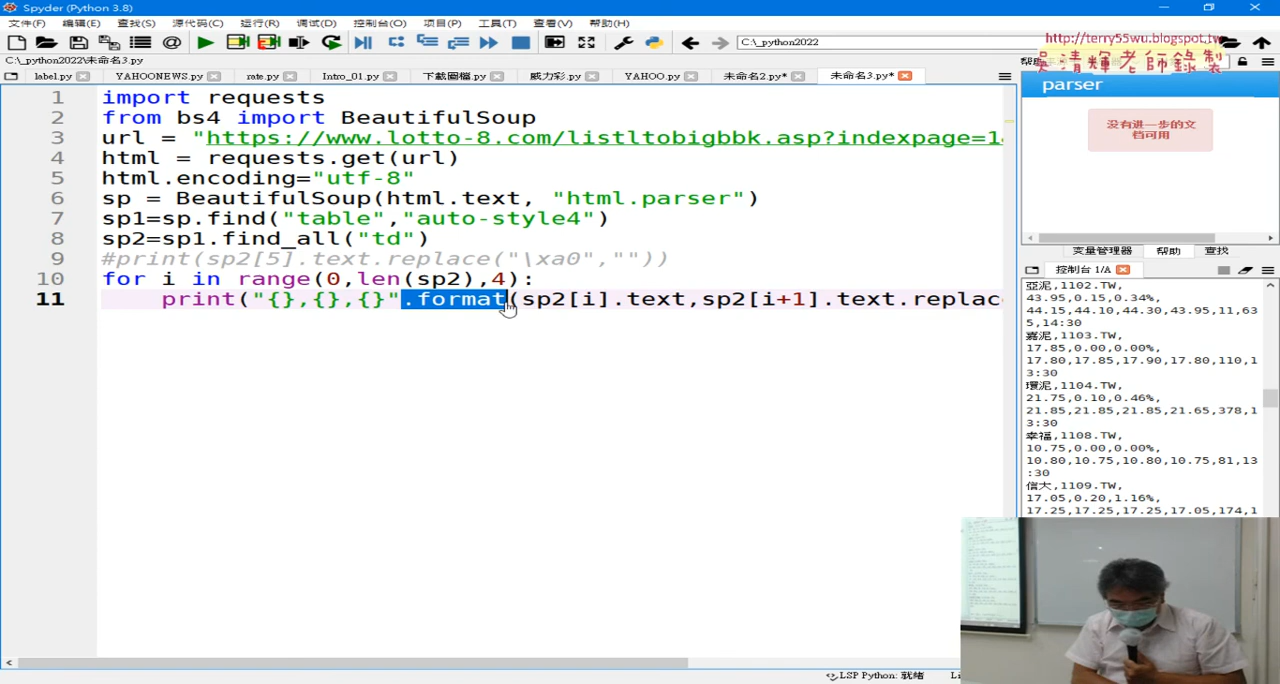 Spyder (Python 3.8)
文件(F) 编辑(E) 查找(S) 源代码(C) 运行(R) 调试(D) 控制台(O) 项目(P) 工具(T) 查看(V) 帮助(H)
C:\_python2022
http://terry55wu.blogspot.tw
C:\_python2022\未命名3.py
吳清輝老師錄製
label.py YAHOONEWS.py rate.py Intro_01.py 下載圖檔.py 威力彩.py YAHOO.py 未命名2.py* 未命名3.py*
parser
没有进一步的文
档可用
1 import requests
2 from bs4 import BeautifulSoup
3 url = "https://www.lotto-8.com/listltobigbbk.asp?indexpage=1
4 html = requests.get(url)
5 html.encoding="utf-8"
6 sp = BeautifulSoup(html.text, "html.parser")
7 sp1=sp.find("table","auto-style4")
8 sp2=sp1.find_all("td")
9 #print(sp2[5].text.replace("\xa0",""))
10 for i in range(0,len(sp2),4):
11 print("{},{},{}".format(sp2[i].text,sp2[i+1].text.replac
变量管理器 帮助 查找
控制台 1/A
亞泥,1102.TW,
43.95,0.15,0.34%,
44.15,44.10,44.30,43.95,11,63
5,14:30
嘉泥,1103.TW,
17.85,0.00,0.00%,
17.80,17.85,17.90,17.80,110,1
3:30
環泥,1104.TW,
21.75,0.10,0.46%,
21.85,21.85,21.85,21.65,378,1
3:30
幸福,1108.TW,
10.75,0.00,0.00%,
10.80,10.75,10.80,10.75,81,13
:30
信大,1109.TW,
17.05,0.20,1.16%,
17.25,17.25,17.25,17.05,174,1
LSP Python: 就绪